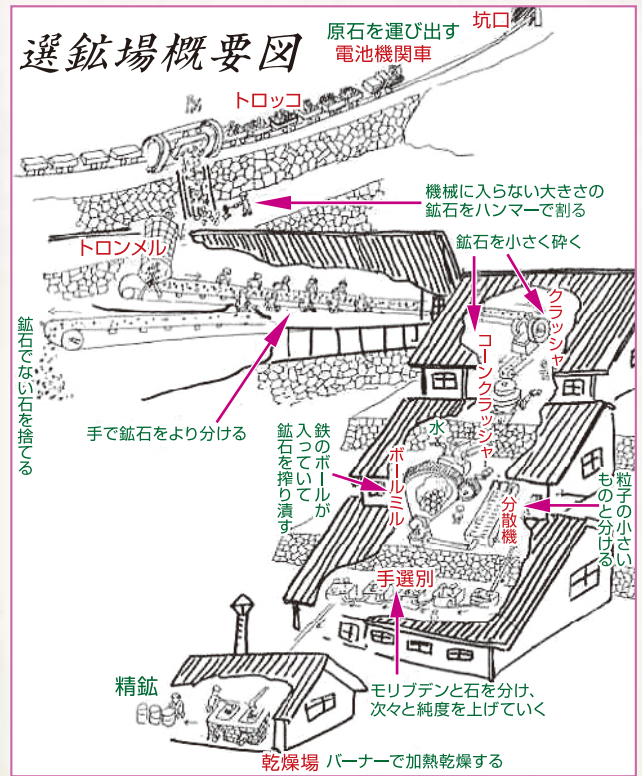 選鉱場概要図
坑口
原石を運び出す
電池機関車
トロッコ
機械に入らない大きさの
鉱石をハンマーで割る
トロンメル
鉱石を小さく砕く
クラッシャ
コーンクラッシャ
鉱石でない石を捨てる
手で鉱石をより分ける
鉄のボールが
入っていて
鉱石を搾り潰す
ボールミル
水
分散機
粒子の小さい
ものと分ける
手選別
モリブデンと石を分け、
次々と純度を上げていく
精鉱
乾燥場 バーナーで加熱乾燥する